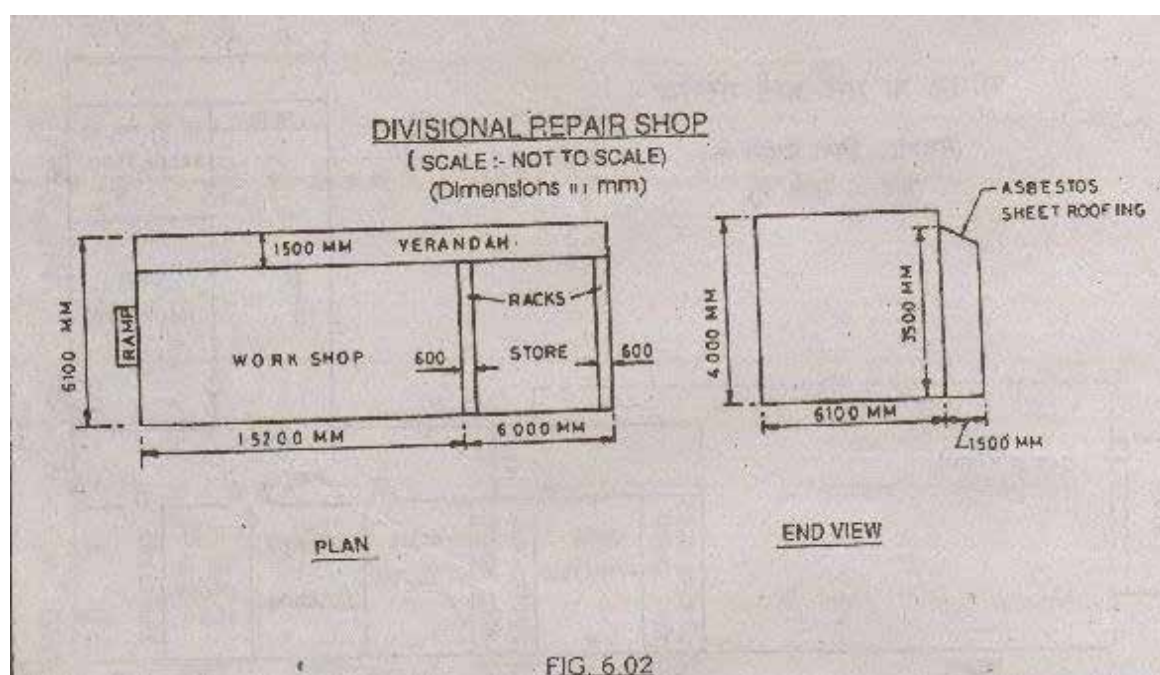 DIVISIONAL REPAIR SHOP
( SCALE :- NOT TO SCALE)
(Dimensions mm)
1500 MM VERANDAH
6100 MM
RAMP
RACKS
WORK SHOP
600
STORE
600
15200 MM
6000 MM
PLAN
ASBESTOS
SHEET ROOFING
4000 MM
3500 MM
6100 MM
1500 MM
END VIEW
FIG. 6.02